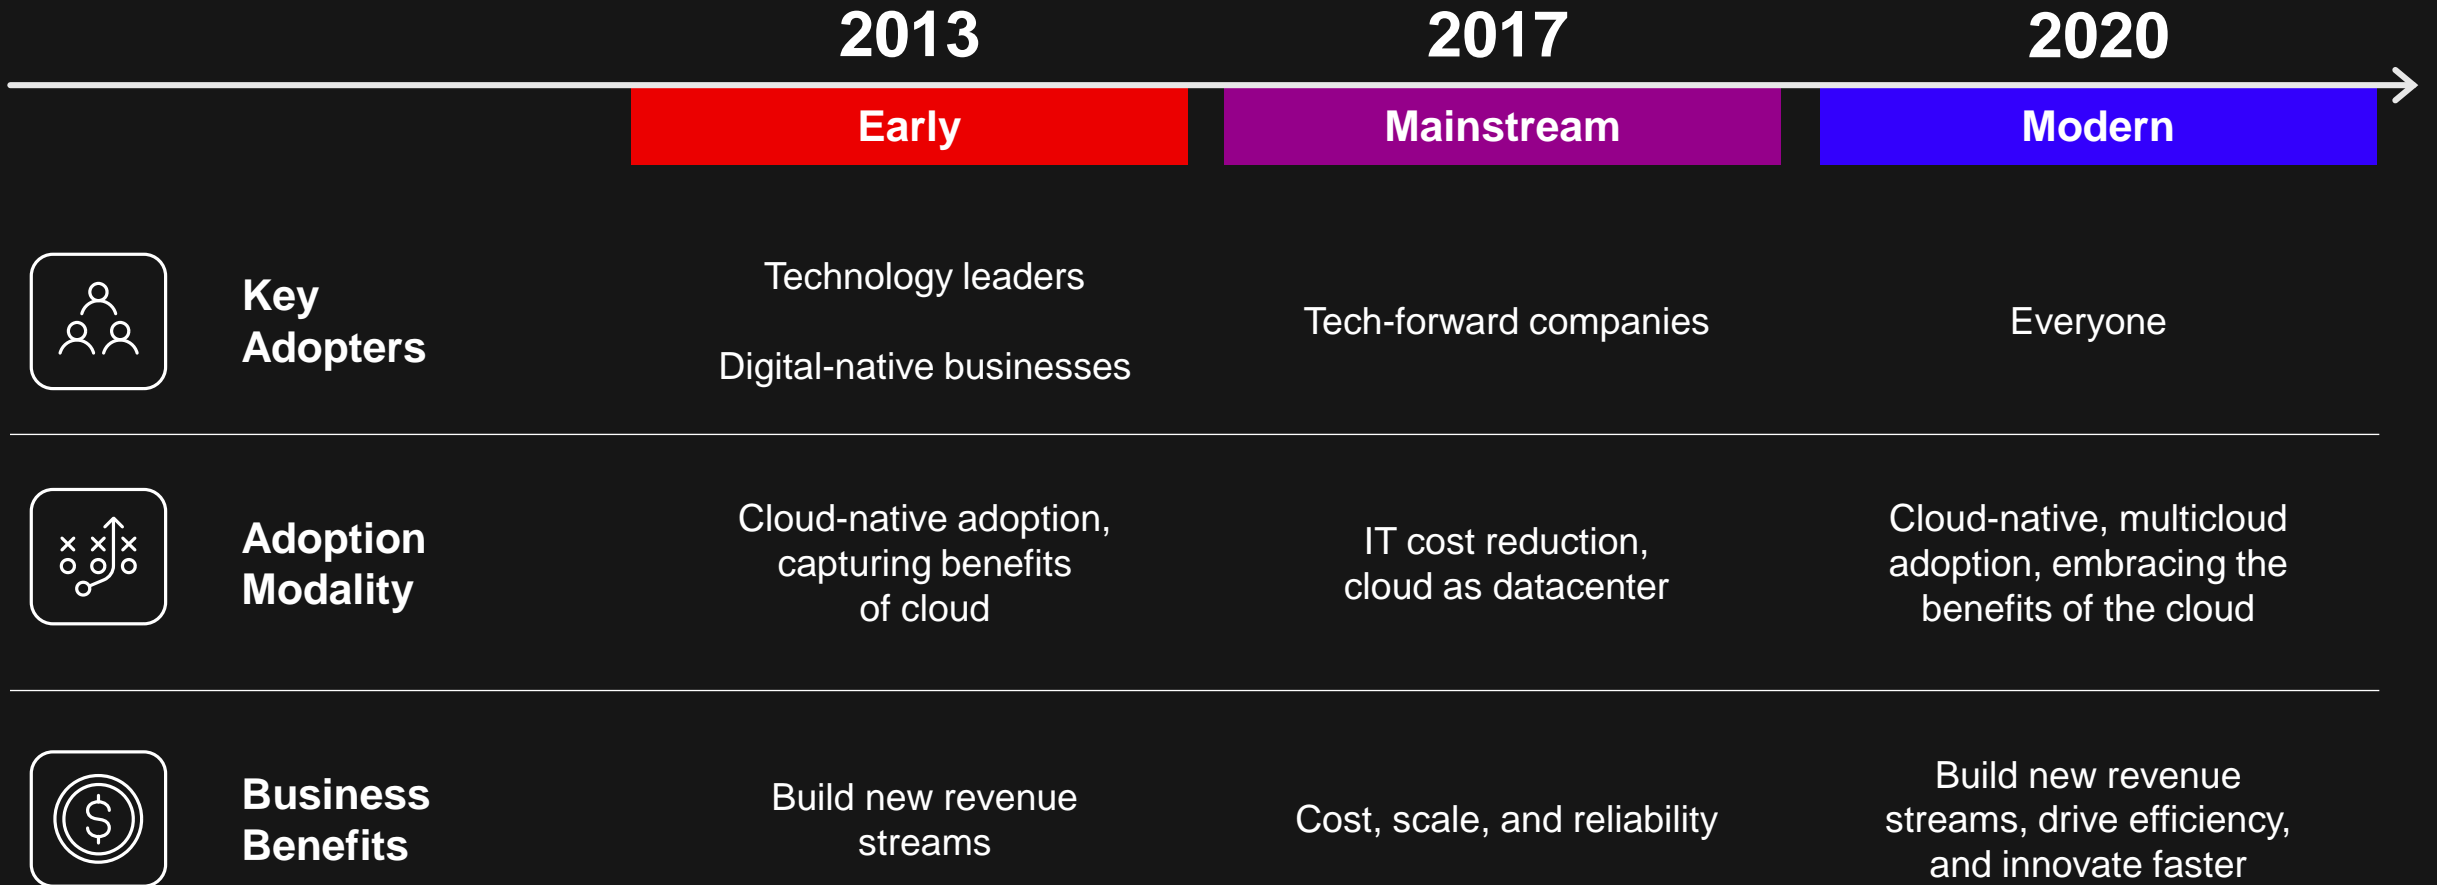 2013
2017
2020
Early
Mainstream
Modern
Key
Adopters
Technology leaders
Digital-native businesses
Tech-forward companies
Everyone
Adoption
Modality
Cloud-native adoption,
capturing benefits
of cloud
IT cost reduction,
cloud as datacenter
Cloud-native, multicloud
adoption, embracing the
benefits of the cloud
Business
Benefits
Build new revenue
streams
Cost, scale, and reliability
Build new revenue
streams, drive efficiency,
and innovate faster